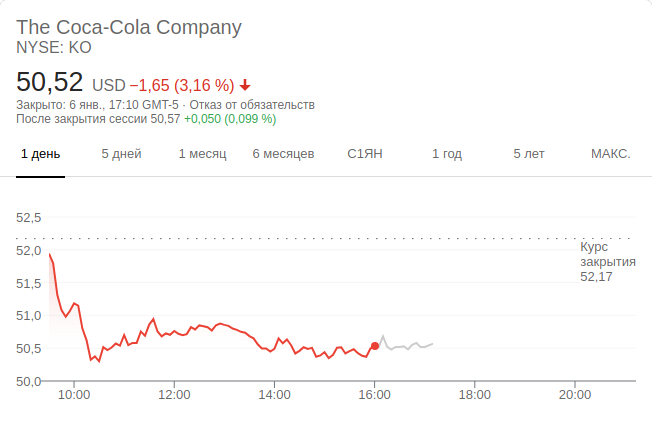 The Coca-Cola Company
NYSE: KO
50,52 USD −1,65 (3,16 %)
Закрыто: 6 янв., 17:10 GMT-5 · Отказ от обязательств
После закрытия сессии 50,57 +0,050 (0,099 %)
1 день 5 дней 1 месяц 6 месяцев С1ЯН 1 год 5 лет МАКС.
52,5
52,0
51,5
51,0
50,5
50,0
Курс
закрытия
52,17
10:00 12:00 14:00 16:00 18:00 20:00